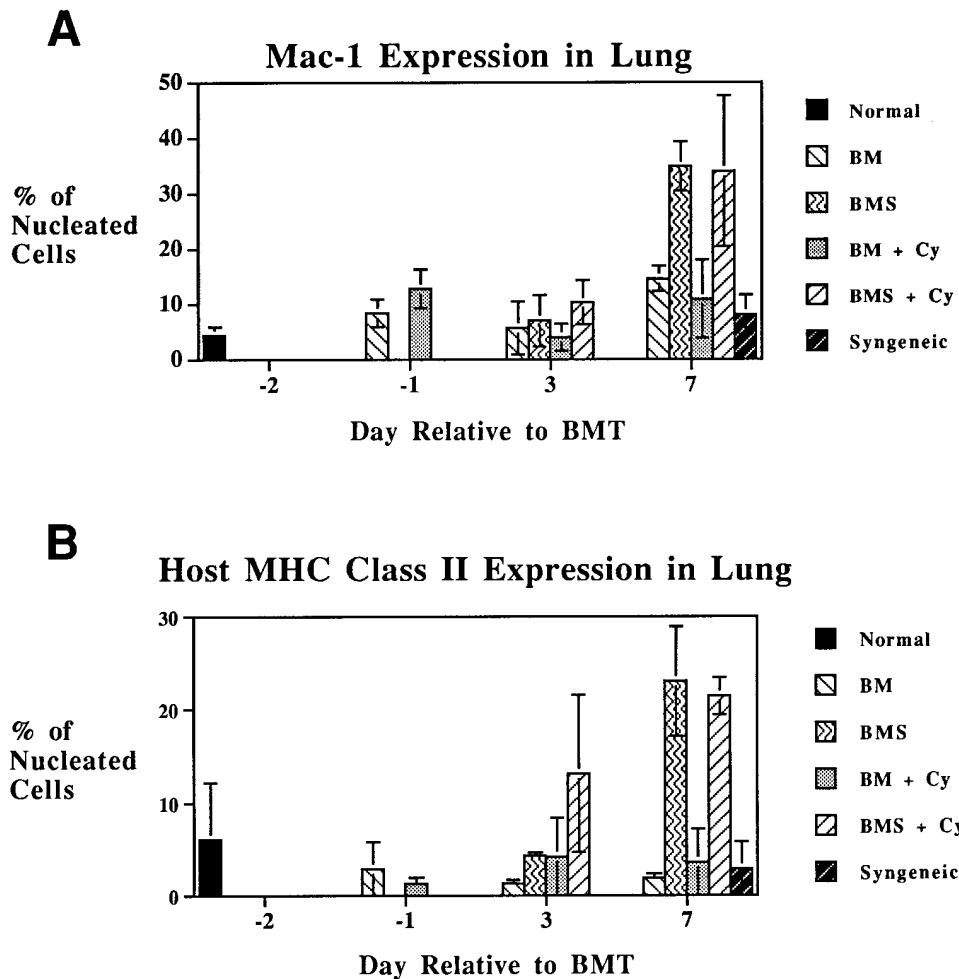 A
Mac-1 Expression in Lung
50
40
30
20
10
0
% of
Nucleated
Cells
-2
-1
3
7
Day Relative to BMT
Normal
BM
BMS
BM + Cy
BMS + Cy
Syngeneic
B
Host MHC Class II Expression in Lung
30
20
10
0
% of
Nucleated
Cells
-2
-1
3
7
Day Relative to BMT
Normal
BM
BMS
BM + Cy
BMS + Cy
Syngeneic